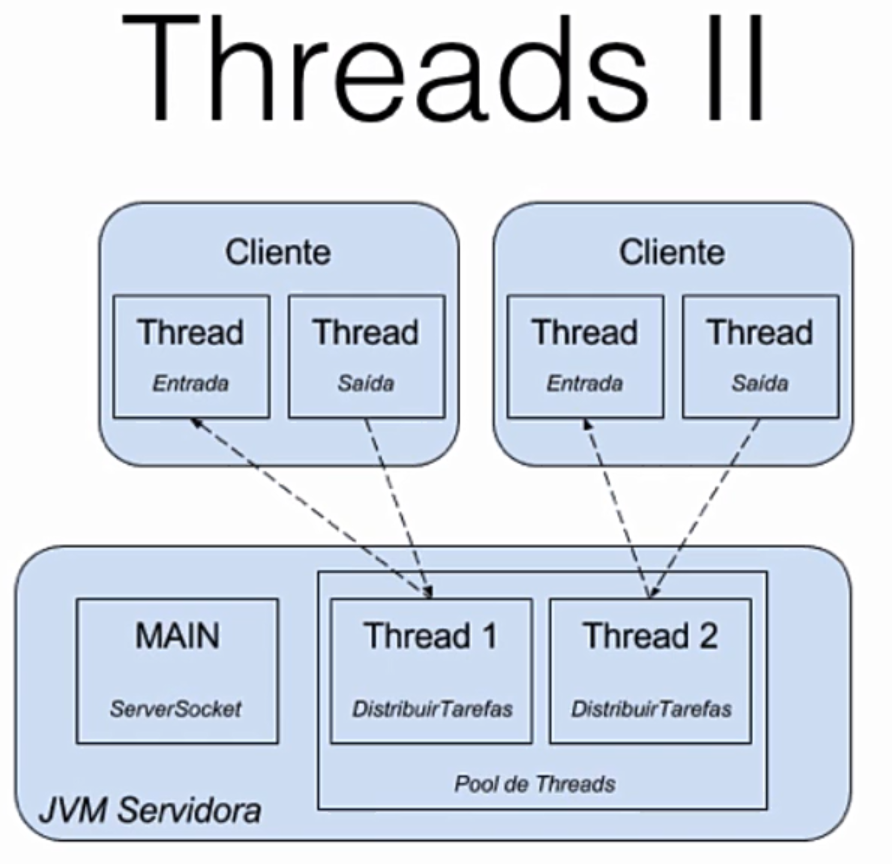 Threads II
Cliente
Thread
Entrada
Thread
Saída
Cliente
Thread
Entrada
Thread
Saída
MAIN
ServerSocket
Thread 1
DistribuirTarefas
Thread 2
DistribuirTarefas
Pool de Threads
JVM Servidora